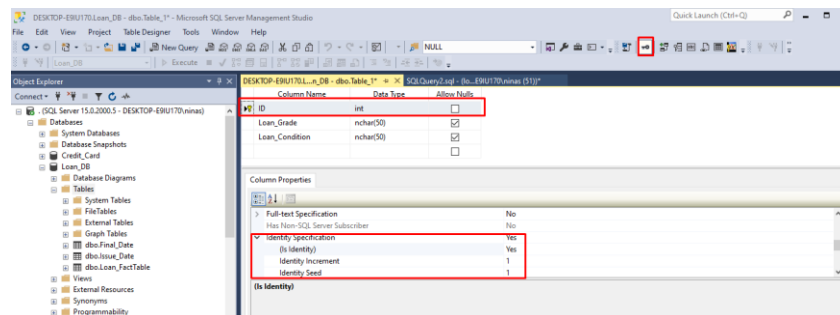 DESKTOP-E9IU170.Loan_DB - dbo.Table_1* - Microsoft SQL Server Management Studio
Quick Launch (Ctrl+Q)
File Edit View Project Table Designer Tools Window Help
New Query
NULL
Loan_DB
Execute
Object Explorer
Connect
. (SQL Server 15.0.2000.5 - DESKTOP-E9IU170\ninas)
Databases
System Databases
Database Snapshots
Credit_Card
Loan_DB
Database Diagrams
Tables
System Tables
FileTables
External Tables
Graph Tables
dbo.Final_Date
dbo.Issue_Date
dbo.Loan_FactTable
Views
External Resources
Synonyms
Programmability
DESKTOP-E9IU170.L...n_DB - dbo.Table_1*
SQLQuery2.sql - (lo...E9IU170\ninas (51))*
Column Name Data Type Allow Nulls
ID int
Loan_Grade nchar(50)
Loan_Condition nchar(50)
Column Properties
Full-text Specification No
Has Non-SQL Server Subscriber No
Identity Specification Yes
(Is Identity) Yes
Identity Increment 1
Identity Seed 1
(Is Identity)